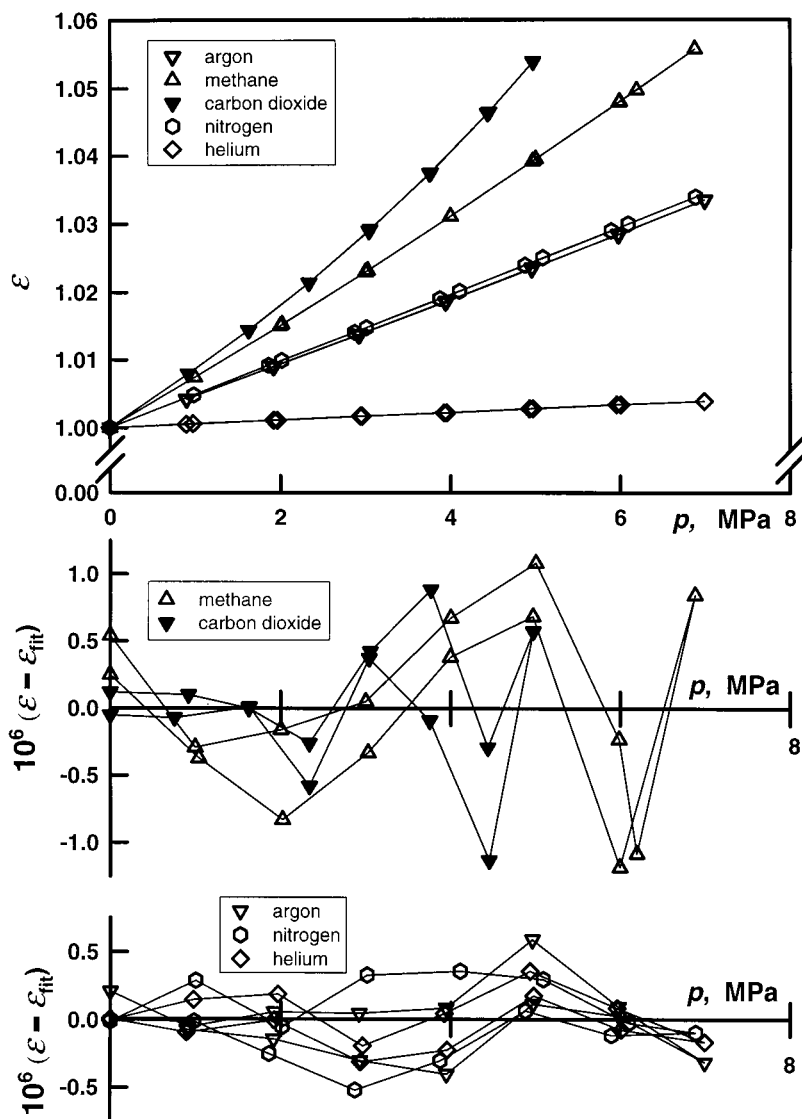 1.06
argon
methane
carbon dioxide
nitrogen
helium
1.05
1.04
1.03
ε
1.02
1.01
1.00
0.00
0 2 4 6 8
p, MPa
1.0
methane
carbon dioxide
0.5
p, MPa
0.0
8
-0.5
-1.0
10⁶ (ε – ε_fit)
argon
nitrogen
helium
0.5
p, MPa
0.0
8
-0.5
10⁶ (ε – ε_fit)